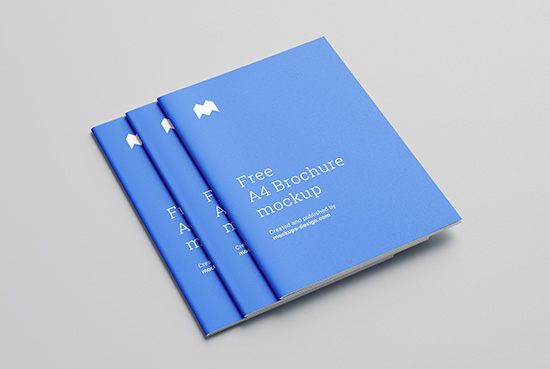 Free
A4 Brochure
mockup
Created and published by
mockups-design.com